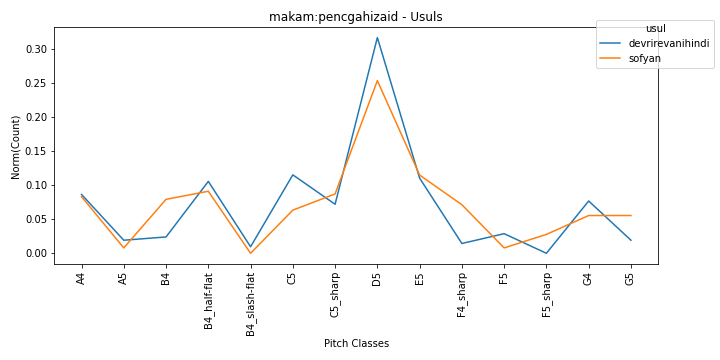 makam:pencgahizaid - Usuls
usul
devrirevanihindi
sofyan
Norm(Count)
0.30
0.25
0.20
0.15
0.10
0.05
0.00
A4
A5
B4
B4_half-flat
B4_slash-flat
C5
C5_sharp
D5
E5
F4_sharp
F5
F5_sharp
G4
G5
Pitch Classes